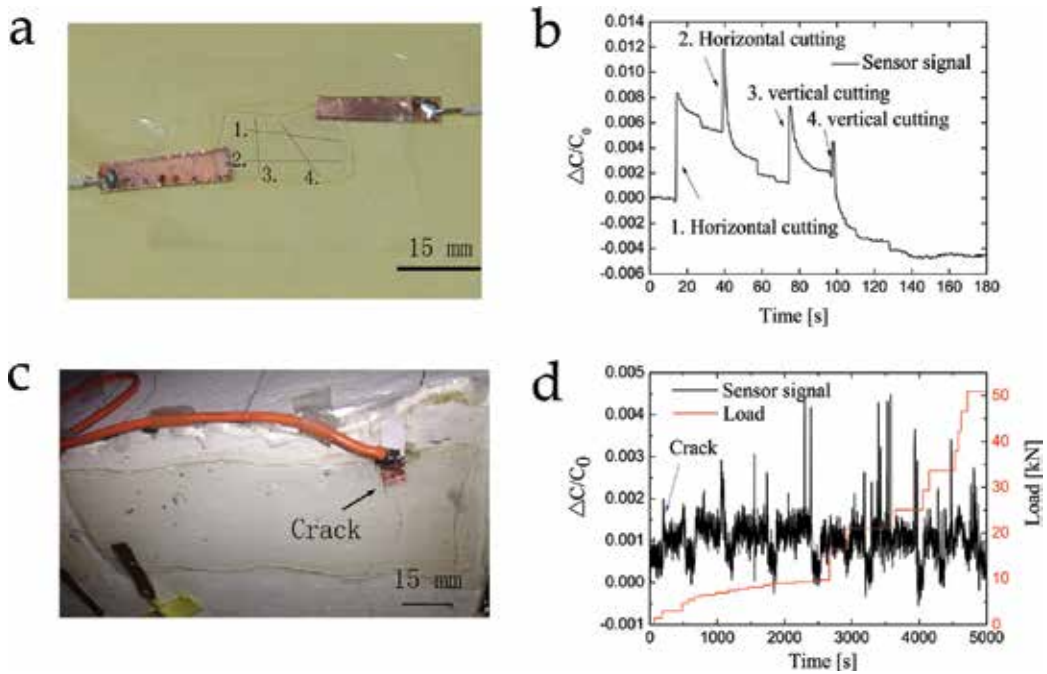 a
1.
2.
3.
4.
15 mm
b
0.014
0.012
0.010
0.008
0.006
0.004
0.002
0.000
-0.002
-0.004
-0.006
△C/C0
2. Horizontal cutting
Sensor signal
3. vertical cutting
4. vertical cutting
1. Horizontal cutting
0 20 40 60 80 100 120 140 160 180
Time [s]
c
Crack
15 mm
d
0.005
0.004
0.003
0.002
0.001
0.000
-0.001
△C/C0
Sensor signal
Load
Crack
50
40
30
20
10
0
Load [kN]
0 1000 2000 3000 4000 5000
Time [s]